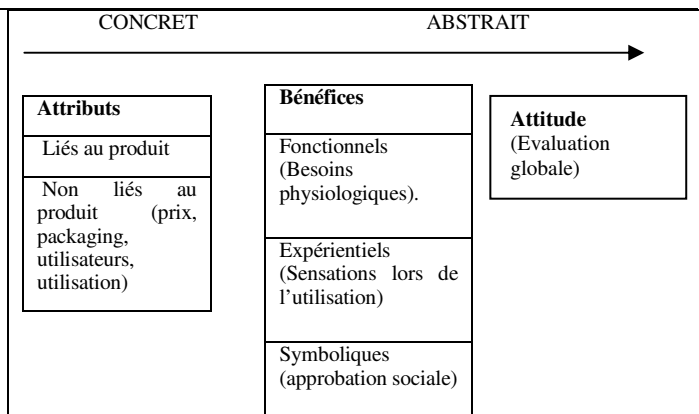 CONCRET ABSTRAIT
Attributs
Liés au produit
Non liés au
produit (prix,
packaging,
utilisateurs,
utilisation)
Bénéfices
Fonctionnels
(Besoins
physiologiques).
Expérientiels
(Sensations lors de
l’utilisation)
Symboliques
(approbation sociale)
Attitude
(Evaluation
globale)